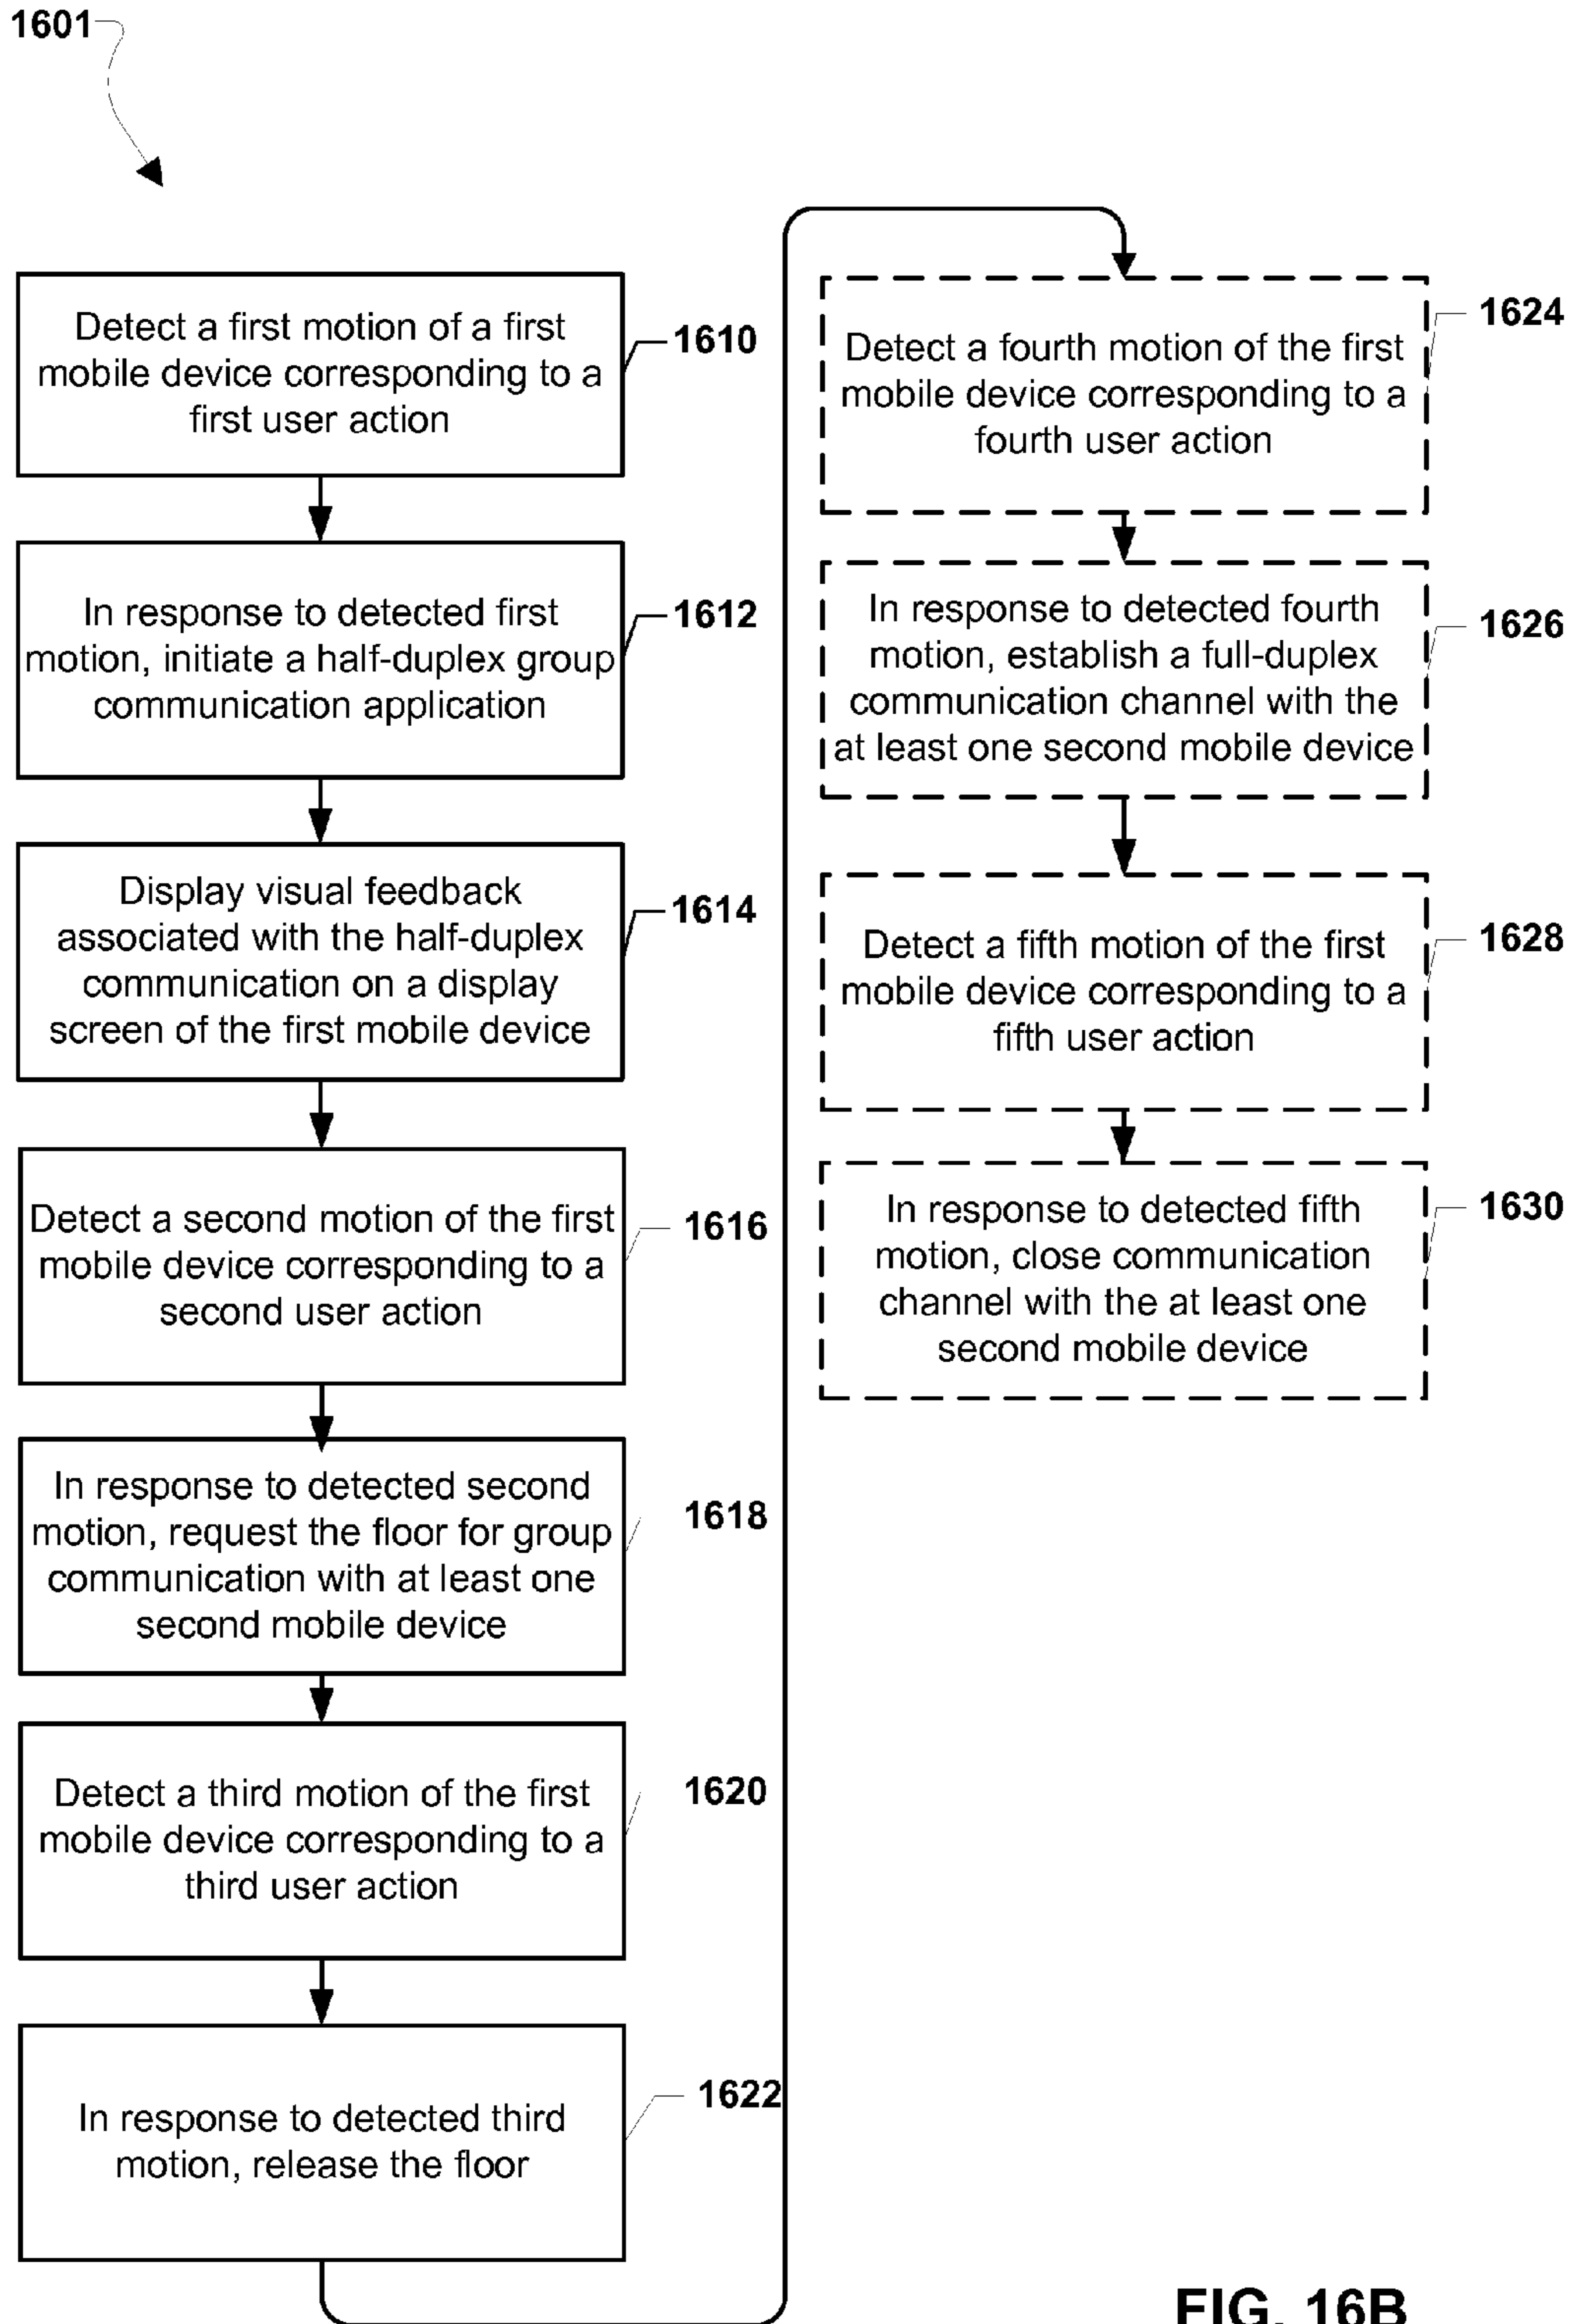 1601
Detect a first motion of a first
mobile device corresponding to a
first user action
1610
In response to detected first
motion, initiate a half-duplex group
communication application
1612
Display visual feedback
associated with the half-duplex
communication on a display
screen of the first mobile device
1614
Detect a second motion of the first
mobile device corresponding to a
second user action
1616
In response to detected second
motion, request the floor for group
communication with at least one
second mobile device
1618
Detect a third motion of the first
mobile device corresponding to a
third user action
1620
In response to detected third
motion, release the floor
1622
Detect a fourth motion of the first
mobile device corresponding to a
fourth user action
1624
In response to detected fourth
motion, establish a full-duplex
communication channel with the
at least one second mobile device
1626
Detect a fifth motion of the first
mobile device corresponding to a
fifth user action
1628
In response to detected fifth
motion, close communication
channel with the at least one
second mobile device
1630
FIG. 16B